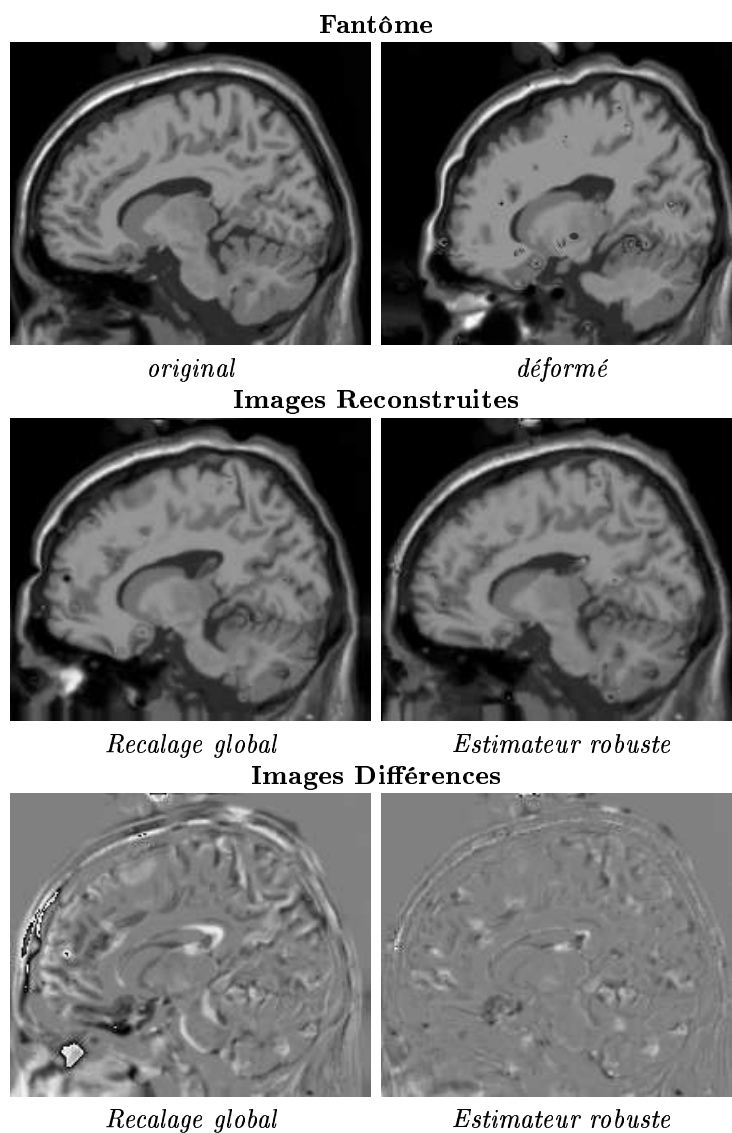 Fantôme
original déformé
Images Reconstruites
Recalage global Estimateur robuste
Images Différences
Recalage global Estimateur robuste